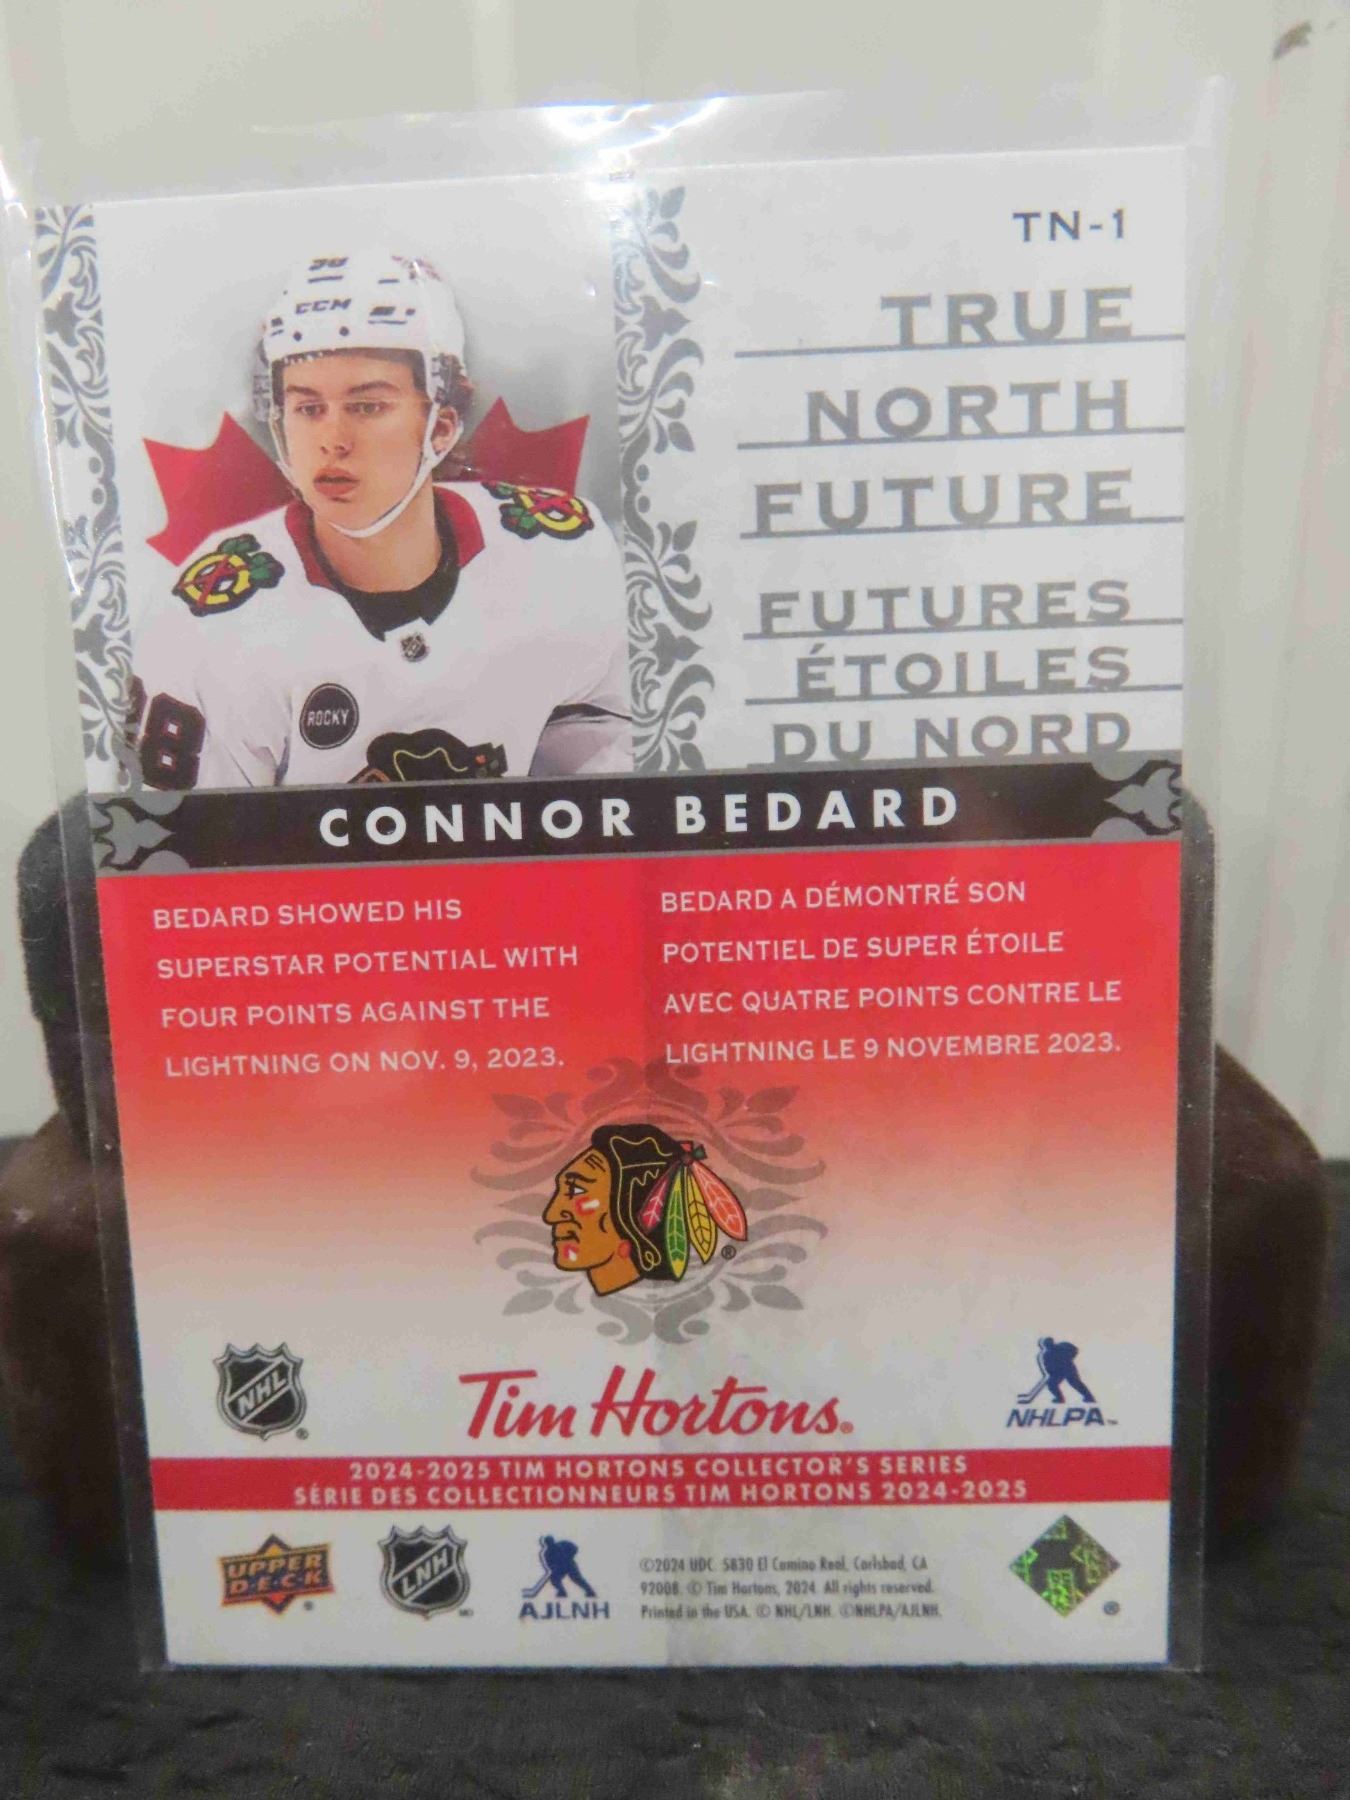 TN-1
TRUE
NORTH
FUTURE
FUTURES
ÉTOILES
DU NORD
CCM
ROCKY
CONNOR BEDARD
BEDARD SHOWED HIS
SUPERSTAR POTENTIAL WITH
FOUR POINTS AGAINST THE
LIGHTNING ON NOV. 9, 2023.
BEDARD A DÉMONTRÉ SON
POTENTIEL DE SUPER ÉTOILE
AVEC QUATRE POINTS CONTRE LE
LIGHTNING LE 9 NOVEMBRE 2023.
®
NHL ®
Tim Hortons®
NHLPA™
2024-2025 TIM HORTONS COLLECTOR'S SERIES
SÉRIE DES COLLECTIONNEURS TIM HORTONS 2024-2025
UPPER
DECK ®
LNH MD
AJLNH
©2024 UDC. 5830 El Camino Real, Carlsbad, CA
92008. © Tim Hortons, 2024. All rights reserved.
Printed in the USA. © NHL/LNH. ©NHLPA/AJLNH.
®